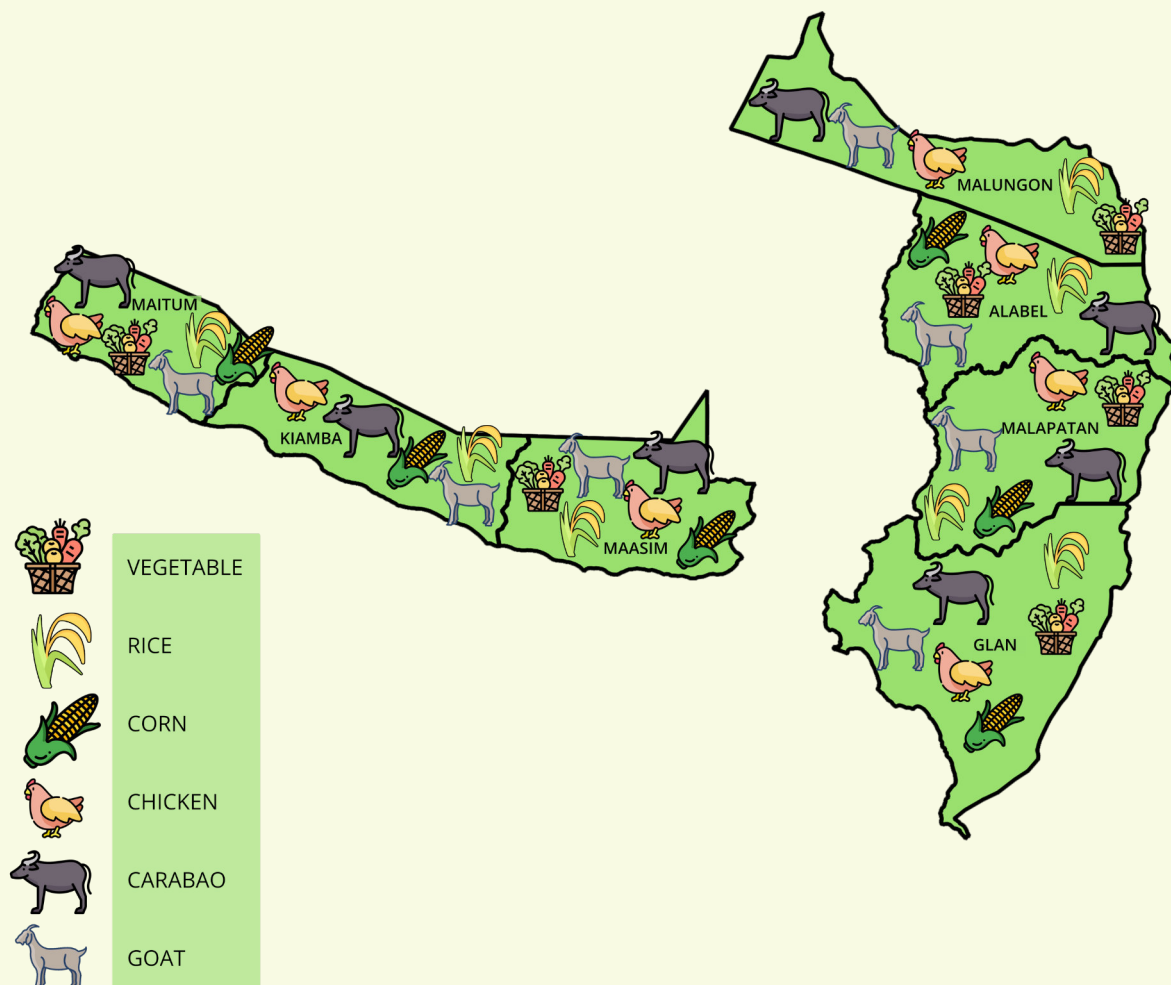 MALUNGON
ALABEL
MAITUM
MALAPATAN
KIAMBA
MAASIM
GLAN
VEGETABLE
RICE
CORN
CHICKEN
CARABAO
GOAT